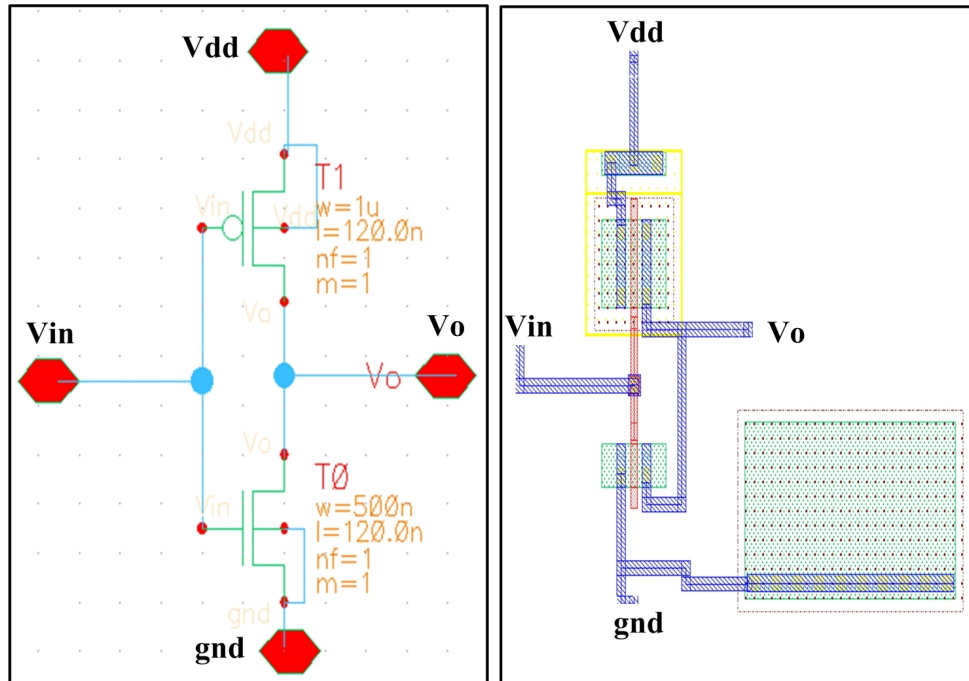 Vdd
Vdd
T1
w=1u
l=120.0n
nf=1
m=1
Vin
Vdd
Vo
Vin
Vo
Vo
Vo
T0
w=500n
l=120.0n
nf=1
m=1
Vin
gnd
gnd
Vdd
Vin
Vo
gnd